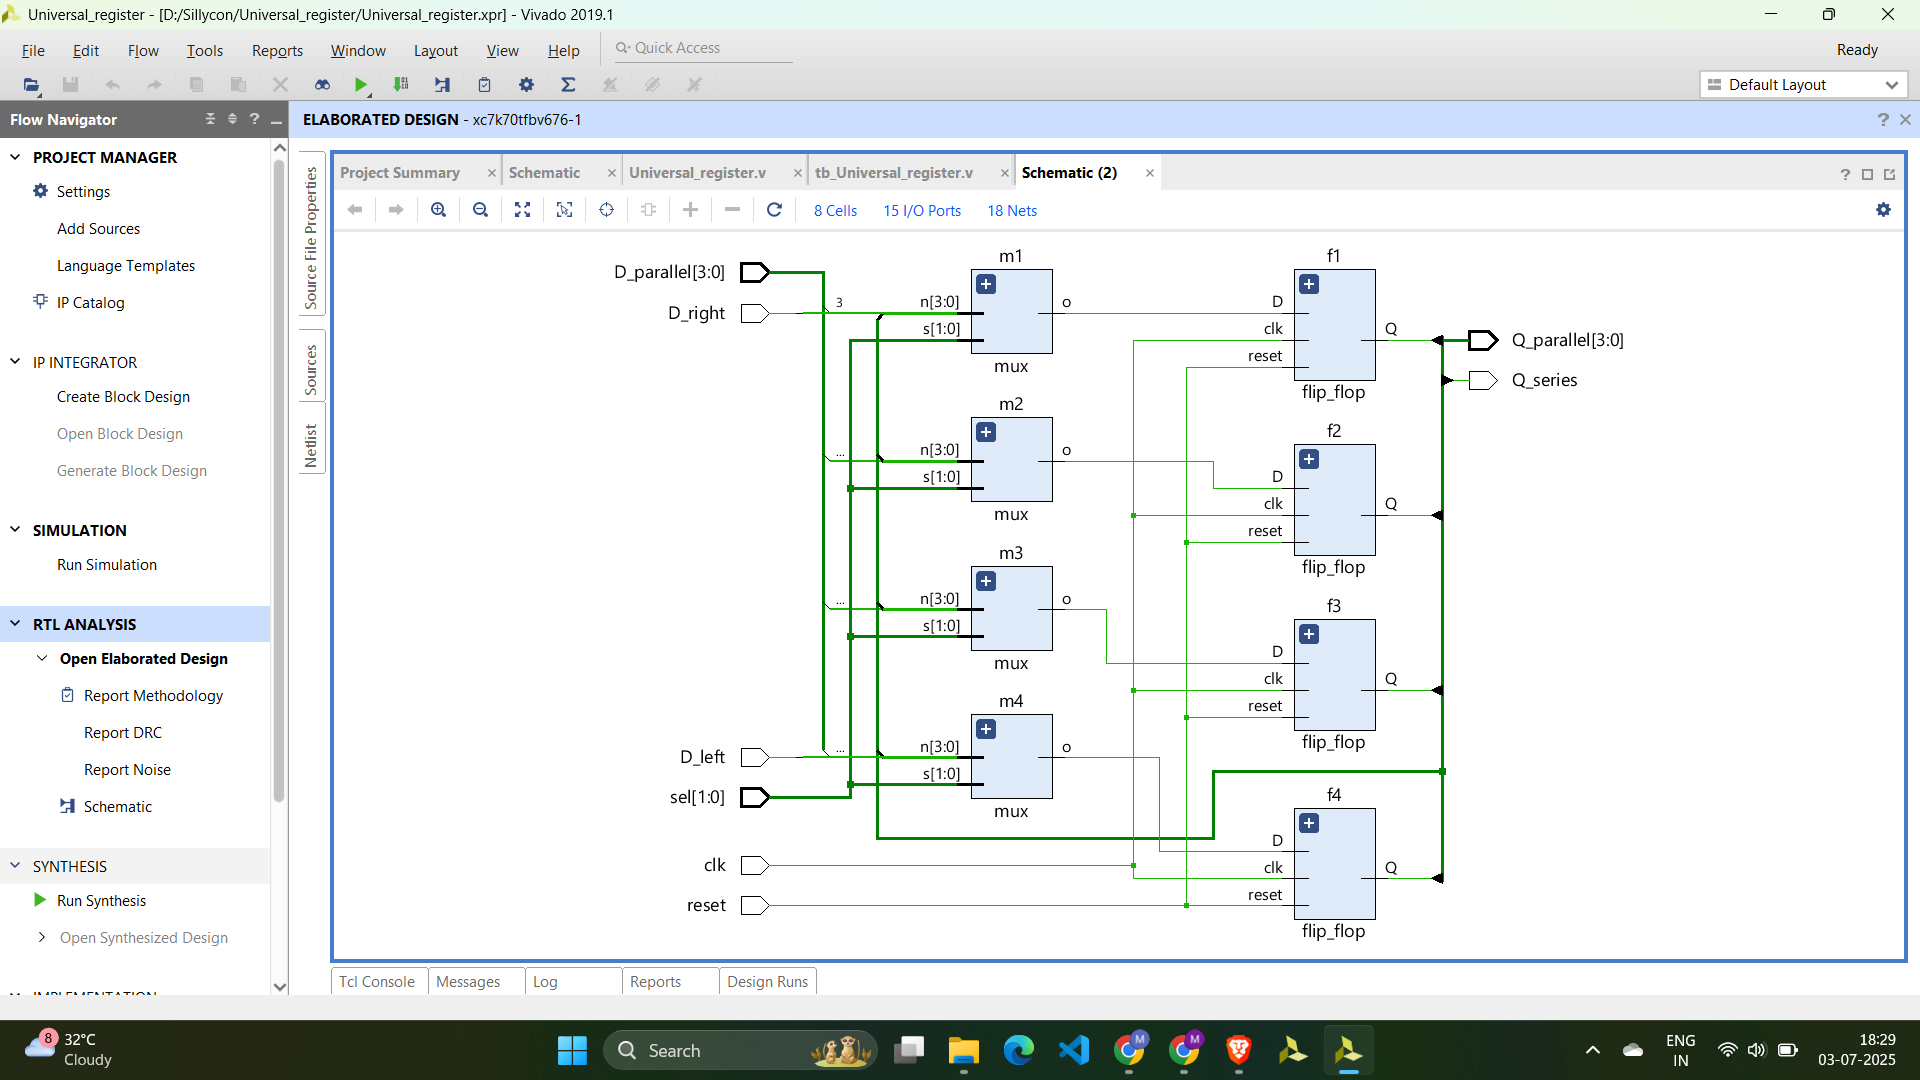 Universal_register - [D:/Sillycon/Universal_register/Universal_register.xpr] - Vivado 2019.1
File Edit Flow Tools Reports Window Layout View Help Quick Access
Ready
Default Layout
Flow Navigator
ELABORATED DESIGN - xc7k70tfbv676-1
PROJECT MANAGER
Settings
Add Sources
Language Templates
IP Catalog
IP INTEGRATOR
Create Block Design
Open Block Design
Generate Block Design
SIMULATION
Run Simulation
RTL ANALYSIS
Open Elaborated Design
Report Methodology
Report DRC
Report Noise
Schematic
SYNTHESIS
Run Synthesis
Open Synthesized Design
IMPLEMENTATION
Source File Properties
Sources
Netlist
Project Summary Schematic Universal_register.v tb_Universal_register.v Schematic (2)
8 Cells 15 I/O Ports 18 Nets
D_parallel[3:0]
D_right
3
...
...
...
D_left
sel[1:0]
clk
reset
m1
n[3:0]
s[1:0]
o
mux
m2
n[3:0]
s[1:0]
o
mux
m3
n[3:0]
s[1:0]
o
mux
m4
n[3:0]
s[1:0]
o
mux
f1
D
clk
reset
Q
flip_flop
f2
D
clk
reset
Q
flip_flop
f3
D
clk
reset
Q
flip_flop
f4
D
clk
reset
Q
flip_flop
Q_parallel[3:0]
Q_series
Tcl Console Messages Log Reports Design Runs
8
32°C
Cloudy
Search
M
M
ENG
IN
18:29
03-07-2025